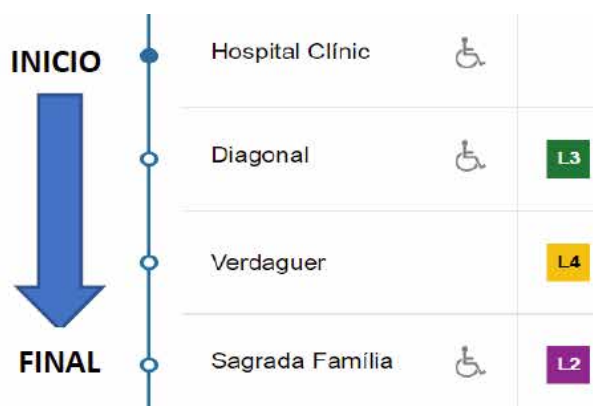 INICIO
Hospital Clínic
Diagonal
L3
Verdaguer
L4
FINAL
Sagrada Família
L2